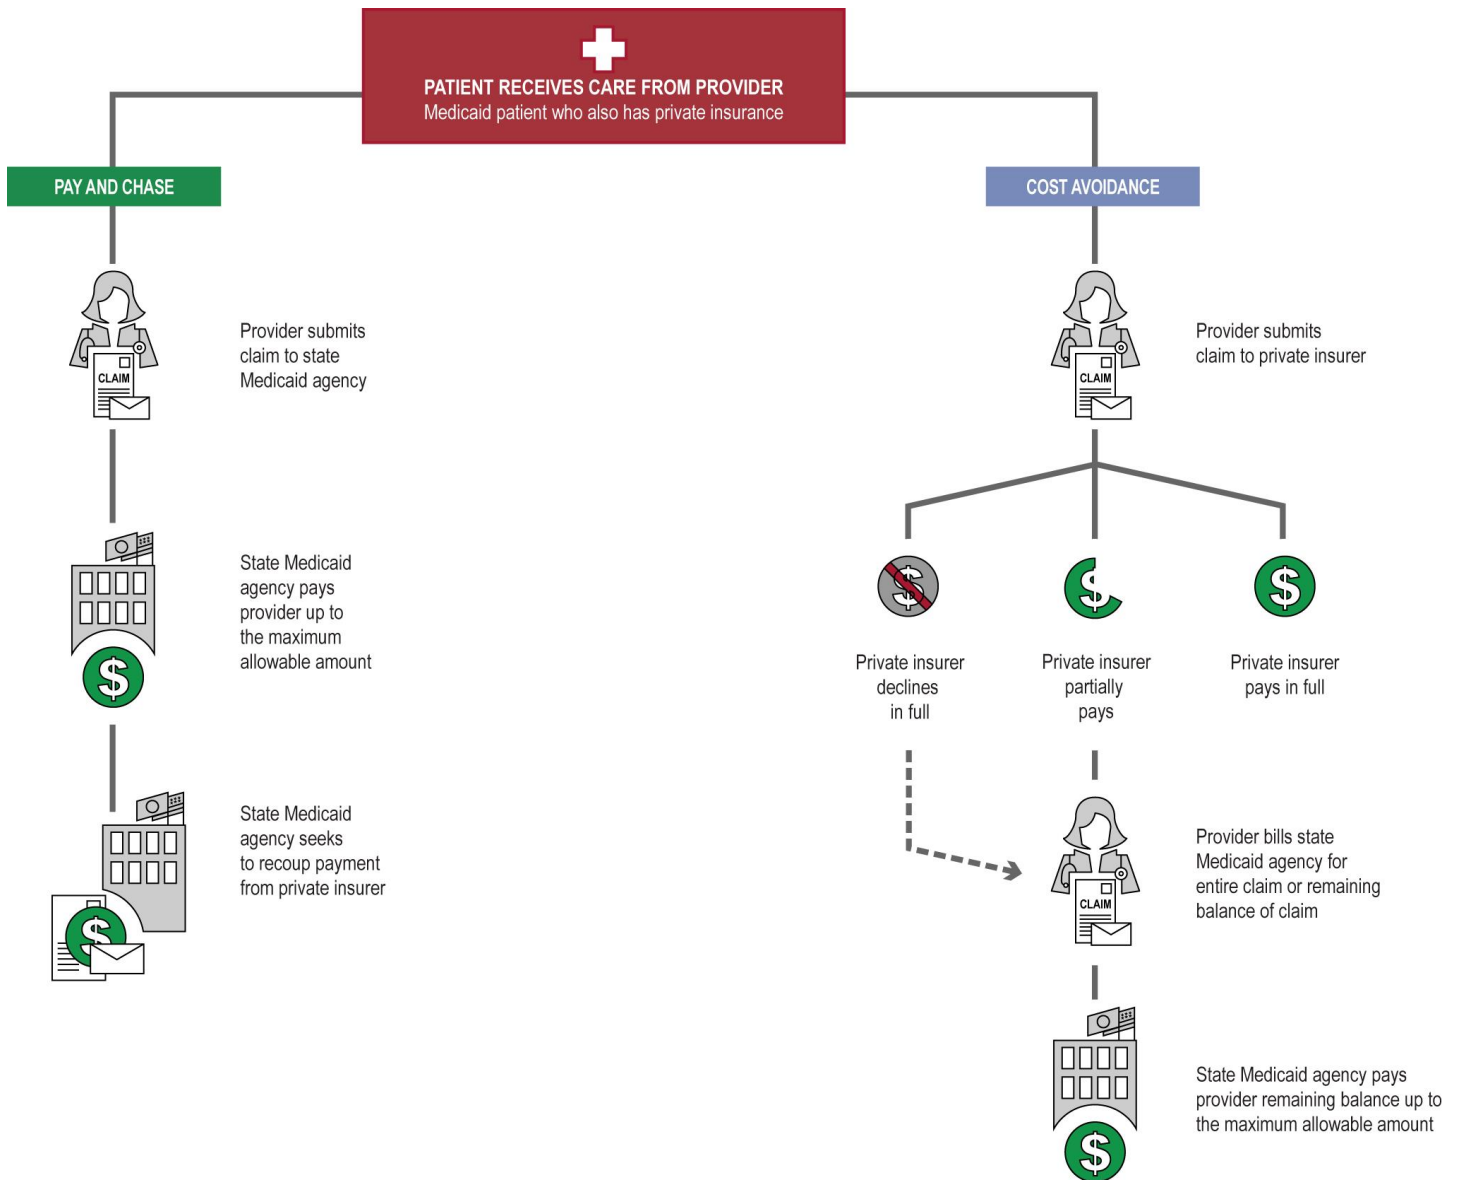 PATIENT RECEIVES CARE FROM PROVIDER
Medicaid patient who also has private insurance
PAY AND CHASE
CLAIM
Provider submits
claim to state
Medicaid agency
State Medicaid
agency pays
provider up to
the maximum
allowable amount
$
State Medicaid
agency seeks
to recoup payment
from private insurer
$
COST AVOIDANCE
CLAIM
Provider submits
claim to private insurer
$
$
$
Private insurer
declines
in full
Private insurer
partially
pays
Private insurer
pays in full
CLAIM
Provider bills state
Medicaid agency for
entire claim or remaining
balance of claim
State Medicaid agency pays
provider remaining balance up to
the maximum allowable amount
$